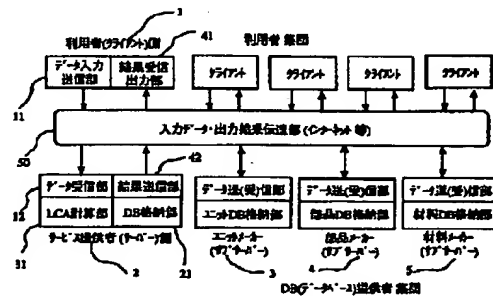 1
利用者(クライアント)側
41
利用者 集団
データ入力
送信部
結果受信
出力部
クライアント
クライアント
クライアント
クライアント
11
入力データ・出力結果伝達部 (インターネット等)
50
42
12
データ受信部
結果送信部
データ送(受)信部
データ送(受)信部
データ送(受)信部
LCA計算部
DB格納部
ユニットDB格納部
部品DB格納部
材料DB格納部
31
サービス提供者(サーバー)側
21
ユニットメーカー
(サブサーバー)
部品メーカー
(サブサーバー)
材料メーカー
(サブサーバー)
2
3
4
5
DB(データベース)提供者 集団